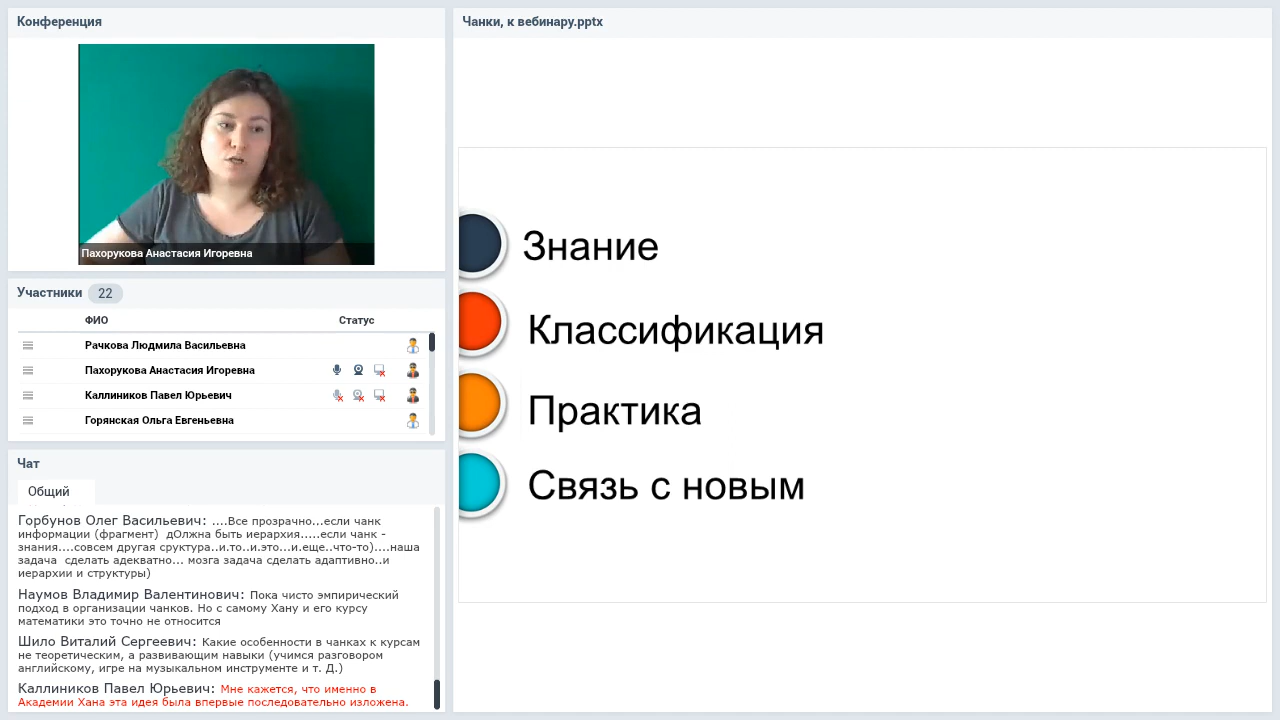 Конференция
Пахорукова Анастасия Игоревна
Участники 22
ФИО Статус
Рачкова Людмила Васильевна
Пахорукова Анастасия Игоревна
Каллиников Павел Юрьевич
Горянская Ольга Евгеньевна
Чат
Общий
Горбунов Олег Васильевич: ....Все прозрачно...если чанк
информации (фрагмент) дОлжна быть иерархия.....если чанк -
знания....совсем другая сруктура..и.то..и.это...и.еще..что-то)....наша
задача сделать адекватно... мозга задача сделать адаптивно..и
иерархии и структуры)
Наумов Владимир Валентинович: Пока чисто эмпирический
подход в организации чанков. Но с самому Хану и его курсу
математики это точно не относится
Шило Виталий Сергеевич: Какие особенности в чанках к курсам
не теоретическим, а развивающим навыки (учимся разговором
английскому, игре на музыкальном инструменте и т. Д.)
Каллиников Павел Юрьевич: Мне кажется, что именно в
Академии Хана эта идея была впервые последовательно изложена.
Чанки, к вебинару.pptx
Знание
Классификация
Практика
Связь с новым